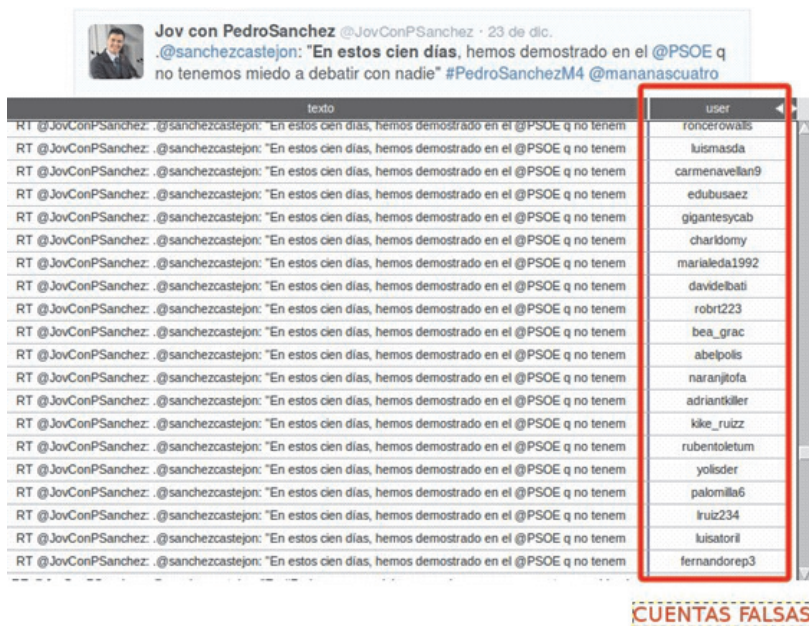 Jov con PedroSanchez @JovConPSanchez · 23 de dic.
.@sanchezcastejon: "En estos cien días, hemos demostrado en el @PSOE q
no tenemos miedo a debatir con nadie" #PedroSanchezM4 @mananascuatro
texto user
RT @JovConPSanchez: .@sanchezcastejon: "En estos cien días, hemos demostrado en el @PSOE q no tenem roncerowalls
RT @JovConPSanchez: .@sanchezcastejon: "En estos cien días, hemos demostrado en el @PSOE q no tenem luismasda
RT @JovConPSanchez: .@sanchezcastejon: "En estos cien días, hemos demostrado en el @PSOE q no tenem carmenavellan9
RT @JovConPSanchez: .@sanchezcastejon: "En estos cien días, hemos demostrado en el @PSOE q no tenem edubusaez
RT @JovConPSanchez: .@sanchezcastejon: "En estos cien días, hemos demostrado en el @PSOE q no tenem gigantesycab
RT @JovConPSanchez: .@sanchezcastejon: "En estos cien días, hemos demostrado en el @PSOE q no tenem charldomy
RT @JovConPSanchez: .@sanchezcastejon: "En estos cien días, hemos demostrado en el @PSOE q no tenem marialeda1992
RT @JovConPSanchez: .@sanchezcastejon: "En estos cien días, hemos demostrado en el @PSOE q no tenem davidelbati
RT @JovConPSanchez: .@sanchezcastejon: "En estos cien días, hemos demostrado en el @PSOE q no tenem robrt223
RT @JovConPSanchez: .@sanchezcastejon: "En estos cien días, hemos demostrado en el @PSOE q no tenem bea_grac
RT @JovConPSanchez: .@sanchezcastejon: "En estos cien días, hemos demostrado en el @PSOE q no tenem abelpolis
RT @JovConPSanchez: .@sanchezcastejon: "En estos cien días, hemos demostrado en el @PSOE q no tenem naranjitofa
RT @JovConPSanchez: .@sanchezcastejon: "En estos cien días, hemos demostrado en el @PSOE q no tenem adriantkiller
RT @JovConPSanchez: .@sanchezcastejon: "En estos cien días, hemos demostrado en el @PSOE q no tenem kike_ruizz
RT @JovConPSanchez: .@sanchezcastejon: "En estos cien días, hemos demostrado en el @PSOE q no tenem rubentoletum
RT @JovConPSanchez: .@sanchezcastejon: "En estos cien días, hemos demostrado en el @PSOE q no tenem yolisder
RT @JovConPSanchez: .@sanchezcastejon: "En estos cien días, hemos demostrado en el @PSOE q no tenem palomilla6
RT @JovConPSanchez: .@sanchezcastejon: "En estos cien días, hemos demostrado en el @PSOE q no tenem lruiz234
RT @JovConPSanchez: .@sanchezcastejon: "En estos cien días, hemos demostrado en el @PSOE q no tenem luisatoril
RT @JovConPSanchez: .@sanchezcastejon: "En estos cien días, hemos demostrado en el @PSOE q no tenem fernandorep3
CUENTAS FALSAS